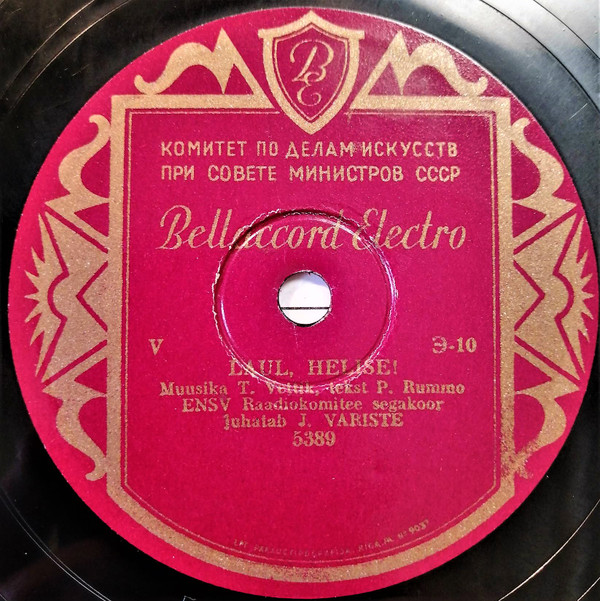 BE
КОМИТЕТ ПО ДЕЛАМ ИСКУССТВ
ПРИ СОВЕТЕ МИНИСТРОВ СССР
Bellaccord Electro
V Э-10
LAUL, HELISE!
Muusika T. Vettik, tekst P. Rummo
ENSV Raadiokomitee segakoor
Juhatab J. VARISTE
5389